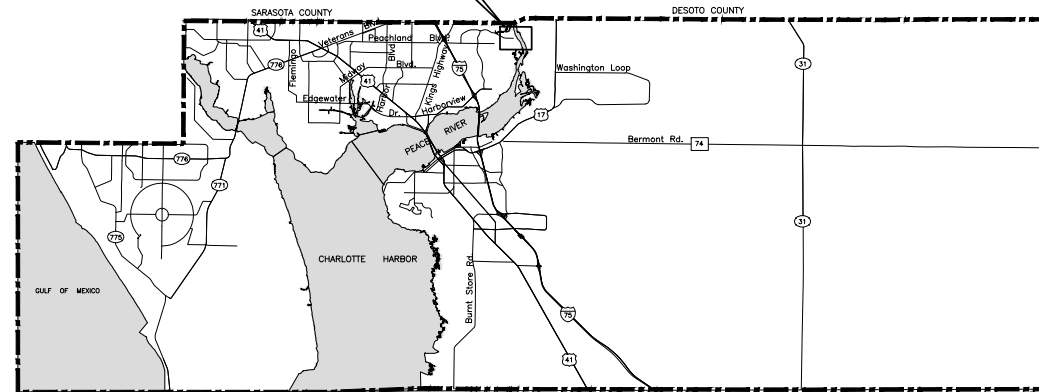 SARASOTA COUNTY
DESOTO COUNTY
41
Veterans Blvd.
Peachland Blvd.
776
Flamingo
Midway
Blvd
Blvd.
Kings Highway
75
31
Washington Loop
41
Harbor
Edgewater
Dr.
Harborview
17
PEACE RIVER
Bermont Rd. 74
776
771
775
31
CHARLOTTE HARBOR
GULF OF MEXICO
Burnt Store Rd.
75
41